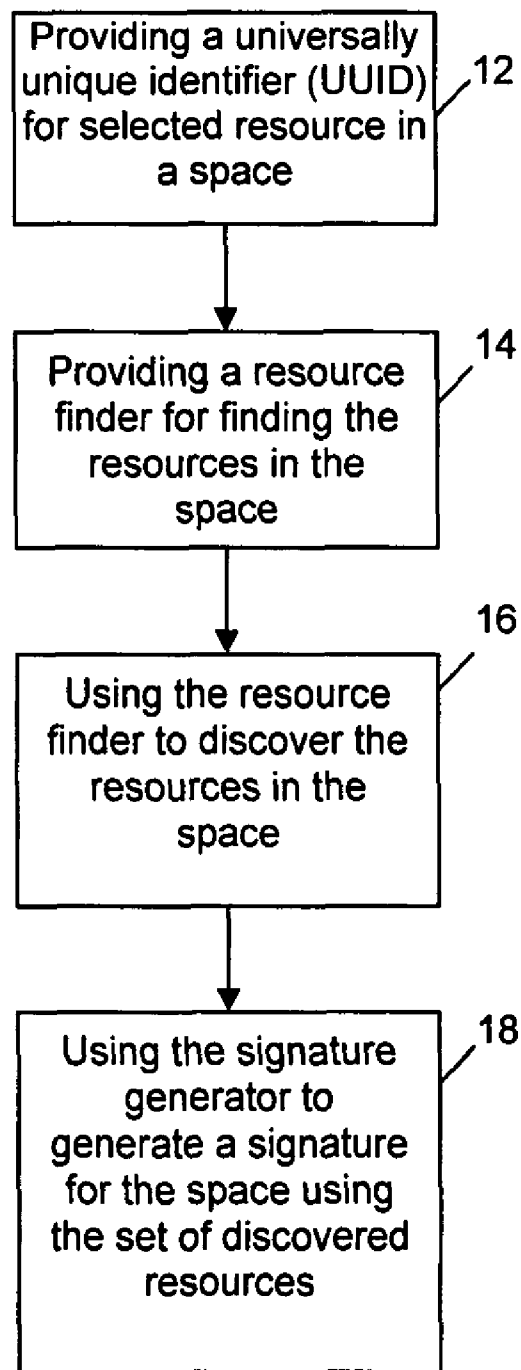 Providing a universally
unique identifier (UUID)
for selected resource in
a space
12
Providing a resource
finder for finding the
resources in the
space
14
Using the resource
finder to discover the
resources in the
space
16
Using the signature
generator to
generate a signature
for the space using
the set of discovered
resources
18